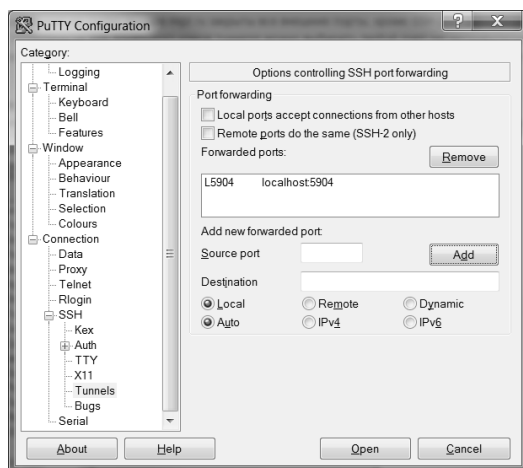 PuTTY Configuration
Category:
Logging
Terminal
Keyboard
Bell
Features
Window
Appearance
Behaviour
Translation
Selection
Colours
Connection
Data
Proxy
Telnet
Rlogin
SSH
Kex
Auth
TTY
X11
Tunnels
Bugs
Serial
Options controlling SSH port forwarding
Port forwarding
Local ports accept connections from other hosts
Remote ports do the same (SSH-2 only)
Forwarded ports:
Remove
L5904 localhost:5904
Add new forwarded port:
Source port
Add
Destination
Local Remote Dynamic
Auto IPv4 IPv6
About Help Open Cancel